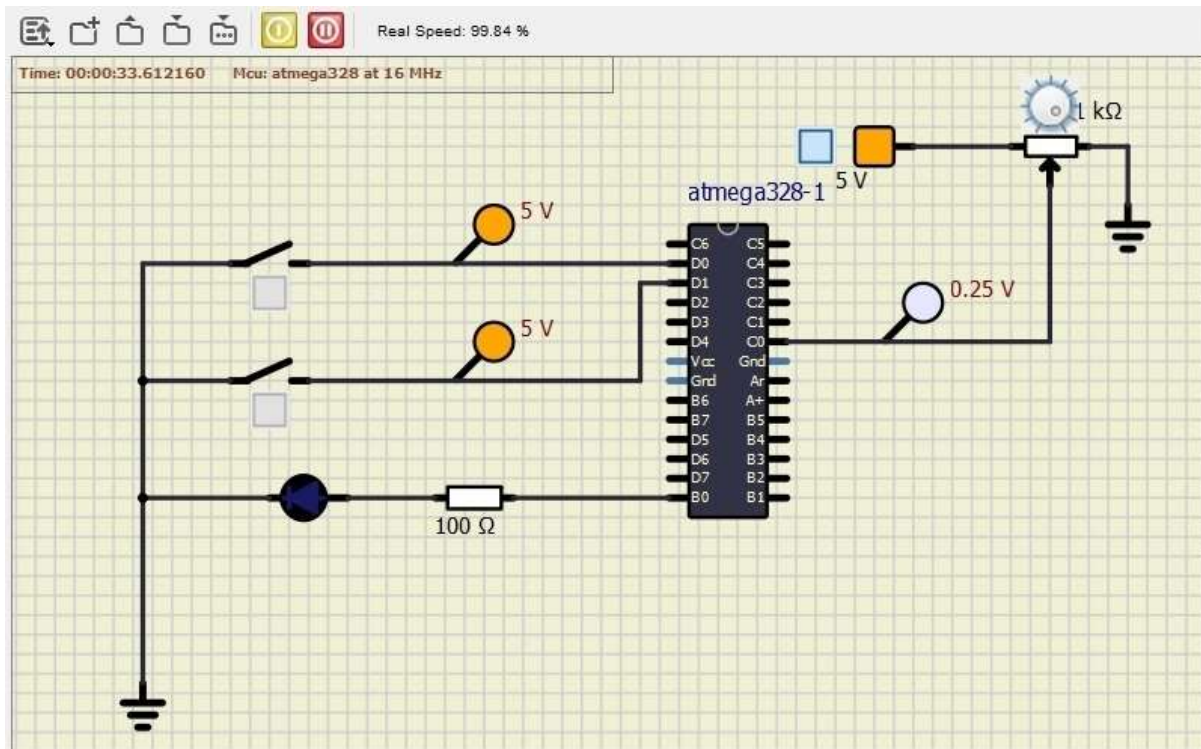 Real Speed: 99.84 %
Time: 00:00:33.612160 Mcu: atmega328 at 16 MHz
1 kΩ
5 V
atmega328-1
5 V
0.25 V
5 V
C6 C5
D0 C4
D1 C3
D2 C2
D3 C1
D4 C0
Vcc Gnd
Gnd Ar
B6 A+
B7 B5
D5 B4
D6 B3
D7 B2
B0 B1
100 Ω